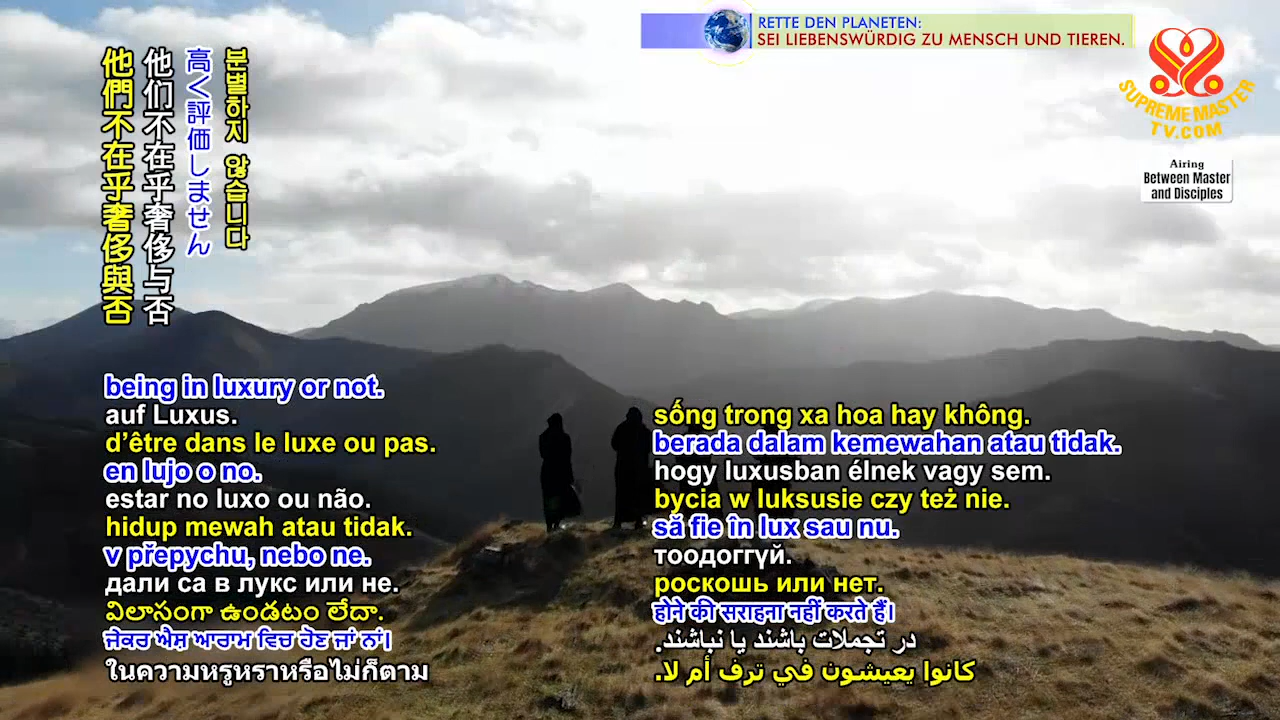 RETTE DEN PLANETEN:
SEI LIEBENSWÜRDIG ZU MENSCH UND TIEREN.
SUPREME MASTER
TV.COM
Airing
Between Master
and Disciples
他們不在乎奢侈與否
他们不在乎奢侈与否
高く評価しません
분별하지 않습니다
being in luxury or not.
auf Luxus.
d’être dans le luxe ou pas.
en lujo o no.
estar no luxo ou não.
hidup mewah atau tidak.
v přepychu, nebo ne.
дали са в лукс или не.
విలాసంగా ఉండటం లేదా.
ਜੇਕਰ ਐਸ਼ ਆਰਾਮ ਵਿਚ ਹੋਣ ਜਾਂ ਨਾਂ।
ในความหรูหราหรือไม่ก็ตาม
sống trong xa hoa hay không.
berada dalam kemewahan atau tidak.
hogy luxusban élnek vagy sem.
bycia w luksusie czy też nie.
să fie în lux sau nu.
тоодоггүй.
роскошь или нет.
होने की सराहना नहीं करते हैं।
در تجملات باشند یا نباشند.
كانوا يعيشون في ترف أم لا.